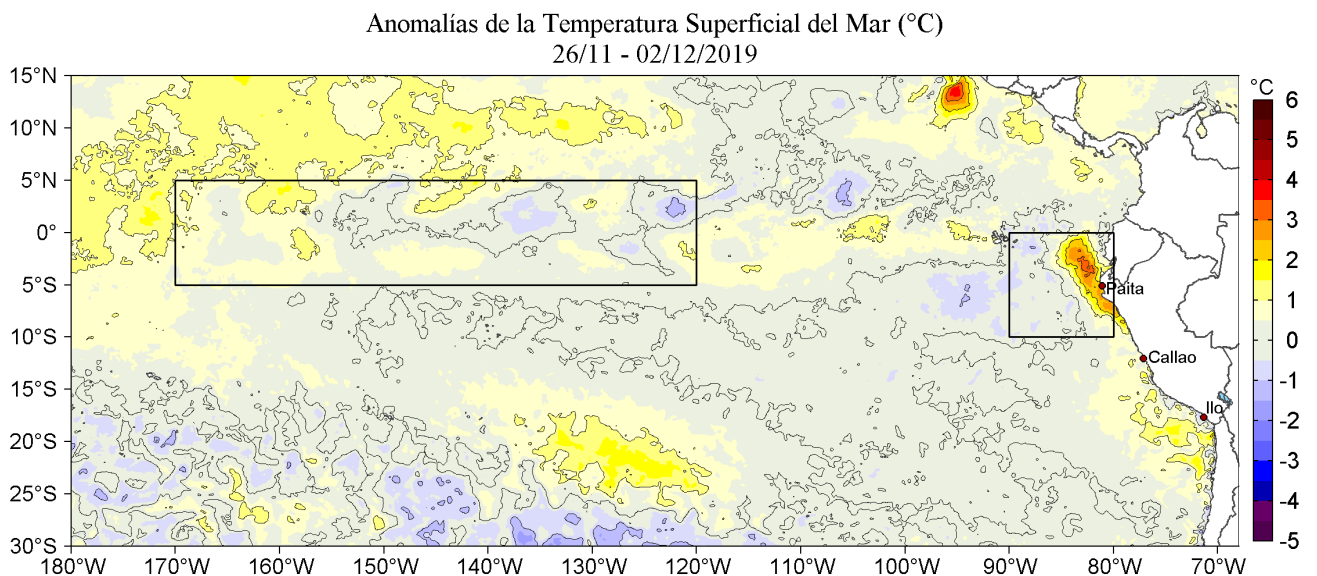 Anomalías de la Temperatura Superficial del Mar (°C)
26/11 - 02/12/2019
15°N
10°N
5°N
0°
5°S
10°S
15°S
20°S
25°S
30°S
180°W 170°W 160°W 150°W 140°W 130°W 120°W 110°W 100°W 90°W 80°W 70°W
Paita
Callao
Ilo
°C
6
5
4
3
2
1
0
-1
-2
-3
-4
-5